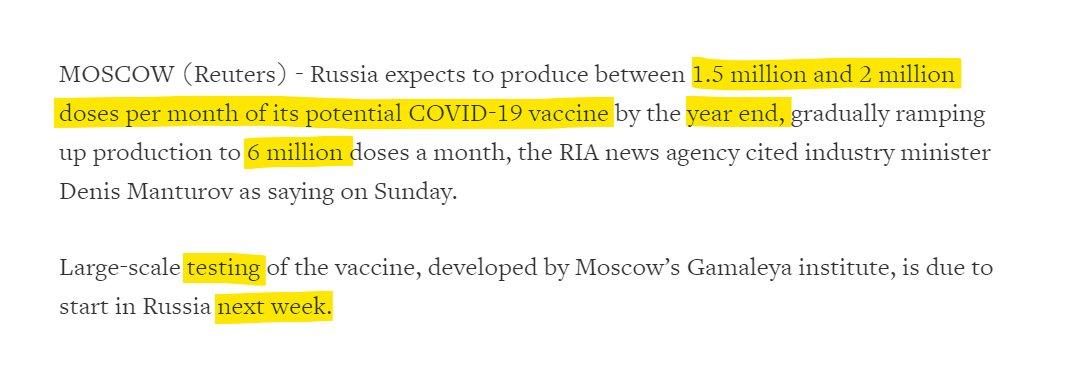 MOSCOW (Reuters) - Russia expects to produce between 1.5 million and 2 million
doses per month of its potential COVID-19 vaccine by the year end, gradually ramping
up production to 6 million doses a month, the RIA news agency cited industry minister
Denis Manturov as saying on Sunday.
Large-scale testing of the vaccine, developed by Moscow’s Gamaleya institute, is due to
start in Russia next week.